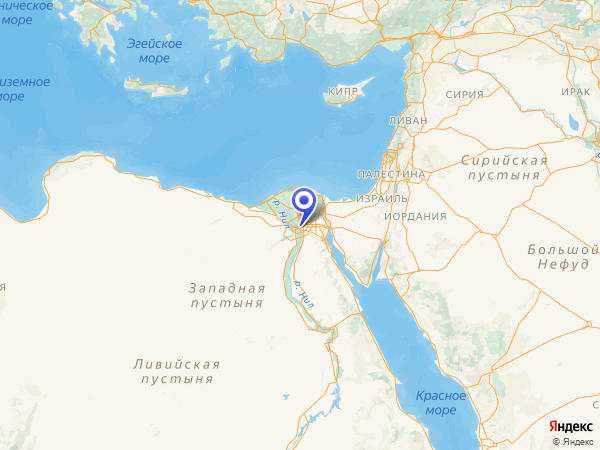 ническое
море
Эгейское
море
иземное
море
КИПР
СИРИЯ
ИРАК
ЛИВАН
ПАЛЕСТИНА
Сирийская
пустыня
ИЗРАИЛЬ
ИОРДАНИЯ
р. Нил
Большой
Нефуд
Я
Западная
пустыня
р. Нил
Ливийская
пустыня
Красное
море
С
Яндекс
© Яндекс